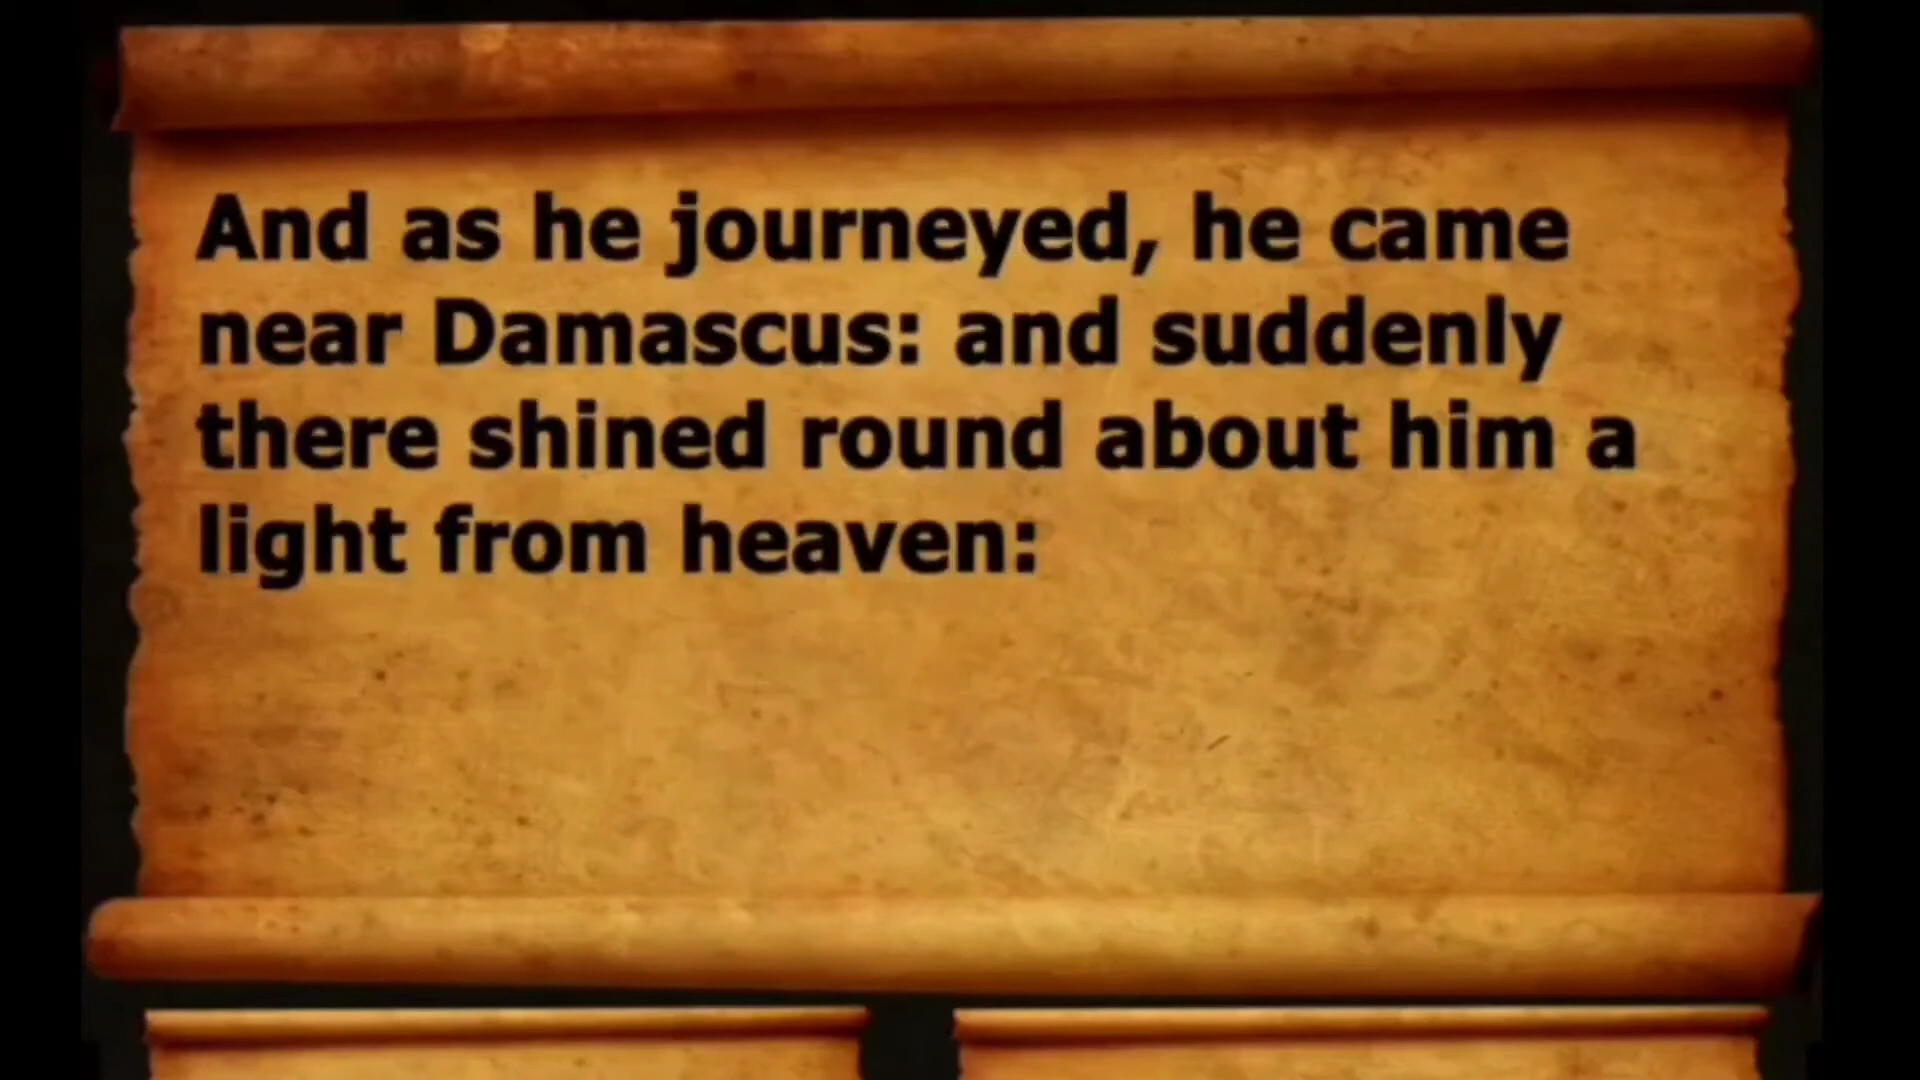 And as he journeyed, he came
near Damascus: and suddenly
there shined round about him a
light from heaven: